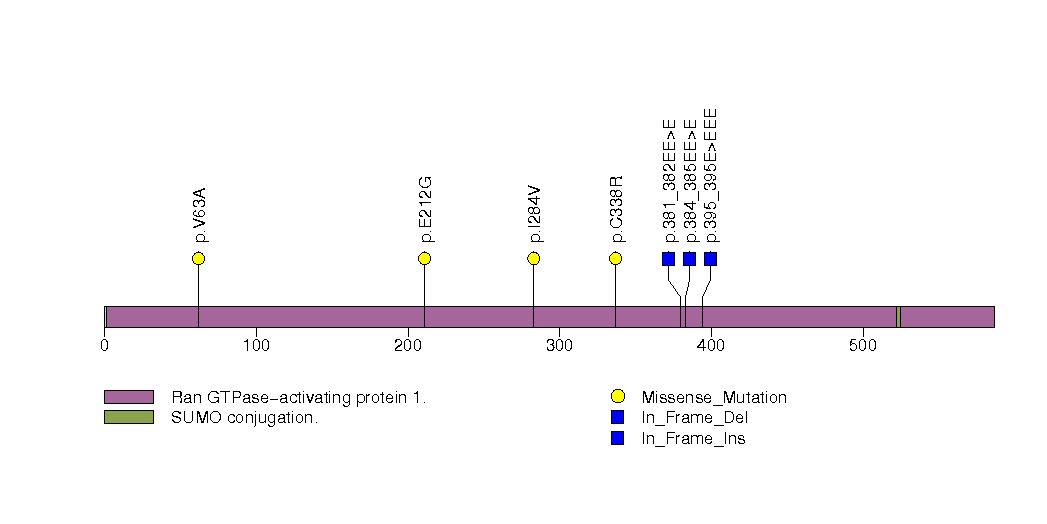 p.V63A
p.E212G
p.I284V
p.C338R
p.381_382EE>E
p.384_385EE>E
p.395_395E>EEE
0 100 200 300 400 500
Ran GTPase-activating protein 1.
SUMO conjugation.
Missense_Mutation
In_Frame_Del
In_Frame_Ins